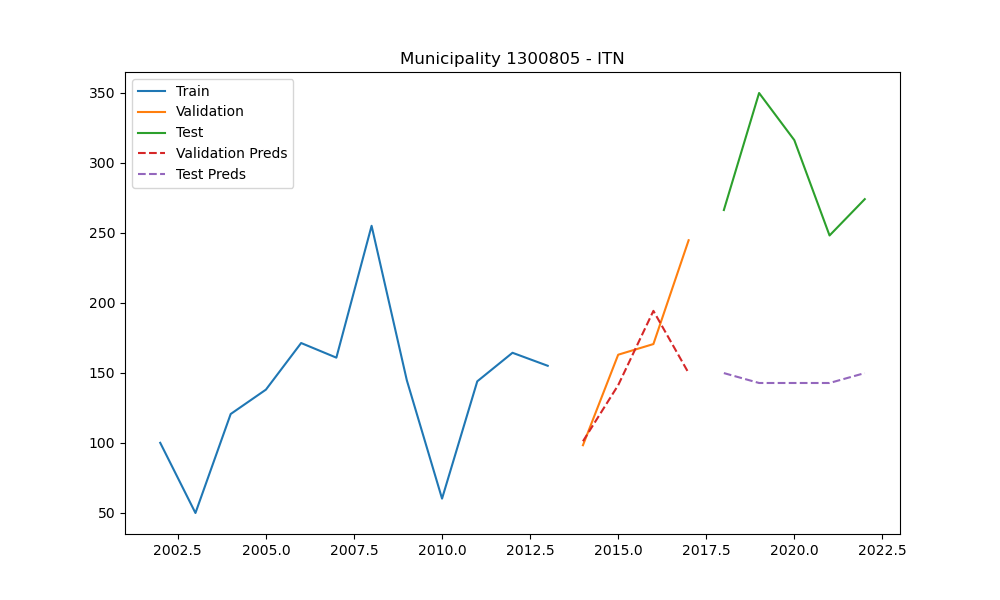 Municipality 1300805 - ITN
Train
Validation
Test
Validation Preds
Test Preds
350
300
250
200
150
100
50
2002.5 2005.0 2007.5 2010.0 2012.5 2015.0 2017.5 2020.0 2022.5